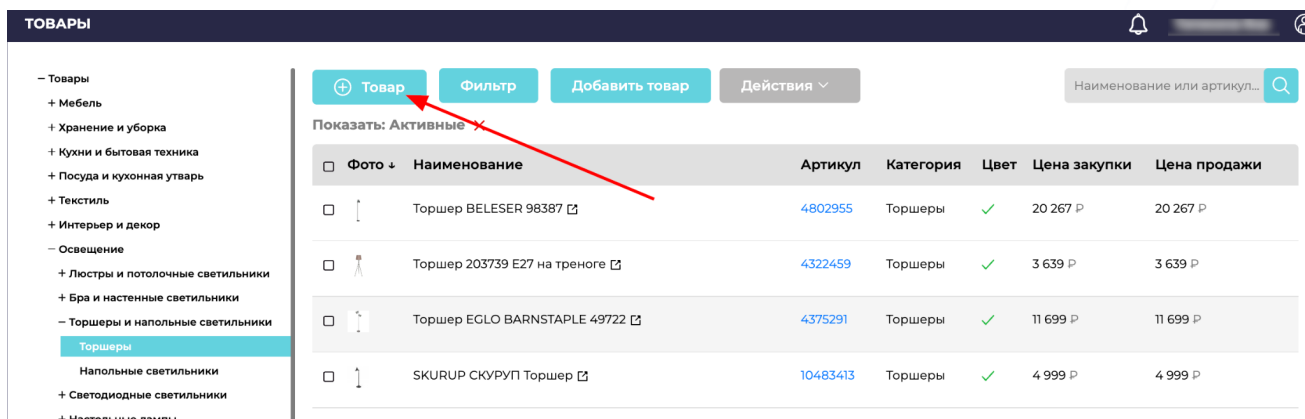 ТОВАРЫ
– Товары
+ Мебель
+ Хранение и уборка
+ Кухни и бытовая техника
+ Посуда и кухонная утварь
+ Текстиль
+ Интерьер и декор
– Освещение
+ Люстры и потолочные светильники
+ Бра и настенные светильники
– Торшеры и напольные светильники
Торшеры
Напольные светильники
+ Светодиодные светильники
+ Настольные лампы
Товар Фильтр Добавить товар Действия Наименование или артикул...
Показать: Активные ×
Фото ↓ Наименование Артикул Категория Цвет Цена закупки Цена продажи
Торшер BELESER 98387 4802955 Торшеры 20 267 ₽ 20 267 ₽
Торшер 203739 E27 на треноге 4322459 Торшеры 3 639 ₽ 3 639 ₽
Торшер EGLO BARNSTAPLE 49722 4375291 Торшеры 11 699 ₽ 11 699 ₽
SKURUP СКУРУП Торшер 10483413 Торшеры 4 999 ₽ 4 999 ₽